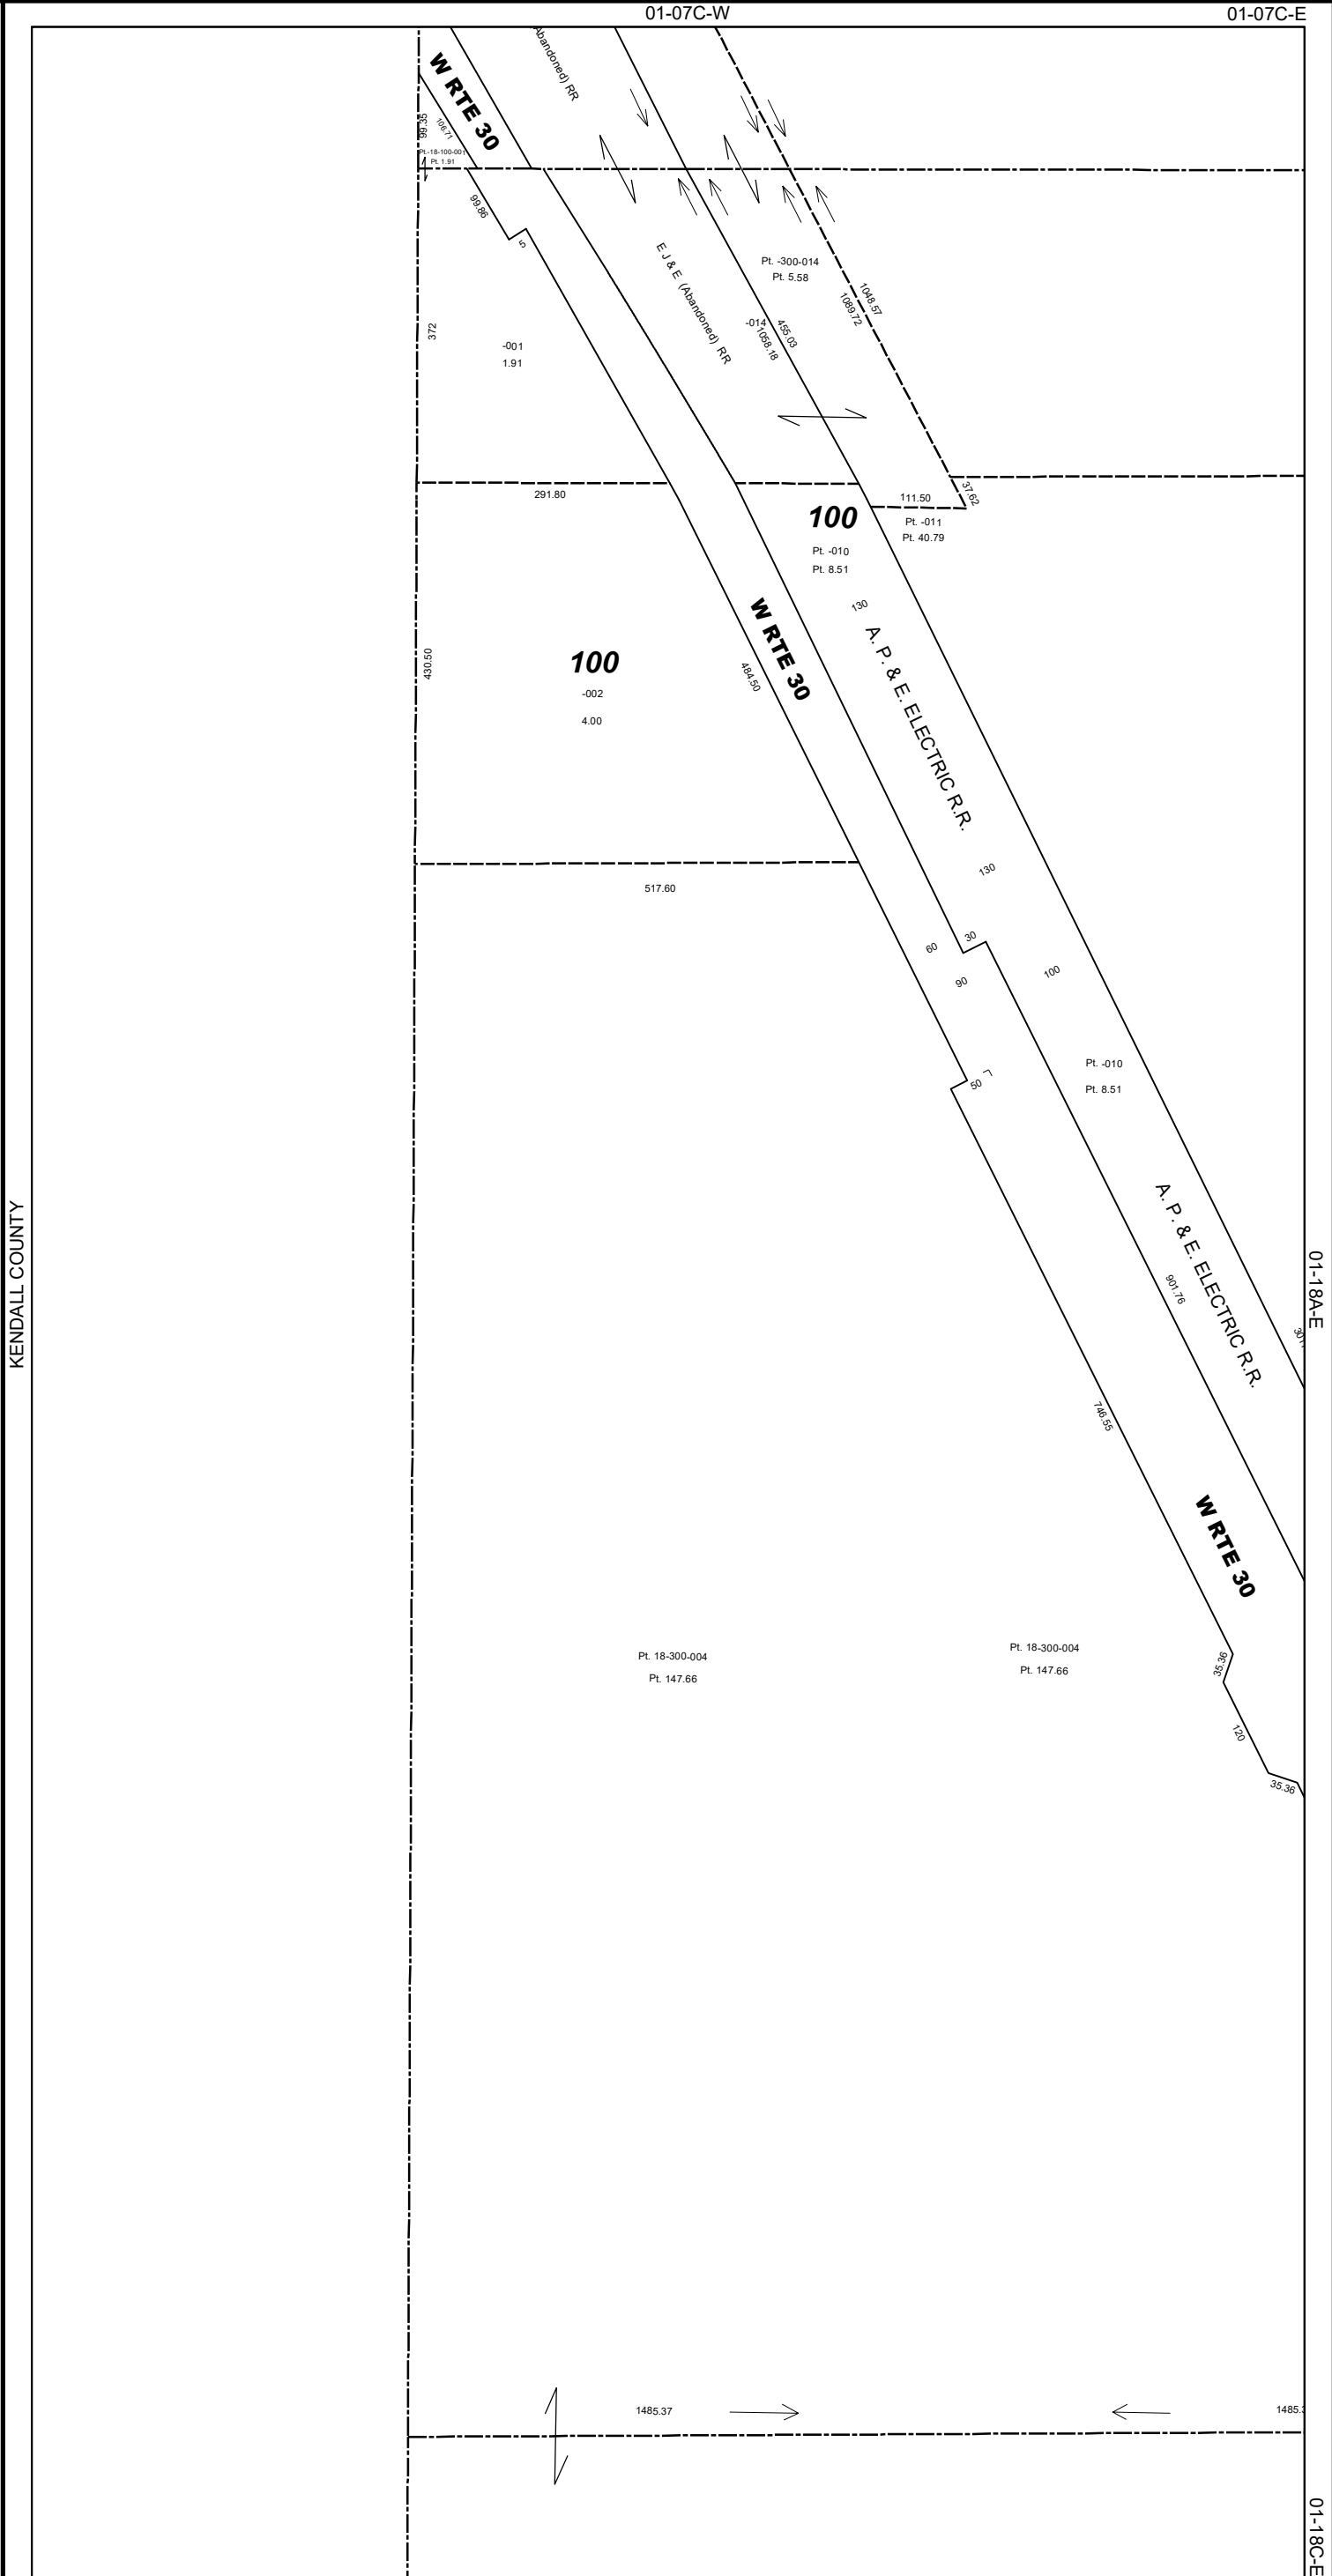 01-07C-W
01-07C-E
W RTE 30
Abandoned) RR
99.35
106.71
Pt.-18-100-001
Pt. 1.91
99.86
5
E J & E (Abandoned) RR
Pt. -300-014
Pt. 5.58
1048.57
1089.72
-014
455.03
1058.18
372
-001
1.91
291.80
111.50
37.62
100
Pt. -011
Pt. 40.79
Pt. -010
Pt. 8.51
130
W RTE 30
A. P. & E. ELECTRIC R.R.
430.50
100
-002
4.00
484.50
130
517.60
60
30
90
100
50
Pt. -010
Pt. 8.51
KENDALL COUNTY
A. P. & E. ELECTRIC R.R.
901.76
01-18A-E
301.
746.55
W RTE 30
Pt. 18-300-004
Pt. 147.66
Pt. 18-300-004
Pt. 147.66
35.36
120
35.36
1485.37
1485.3
01-18C-E